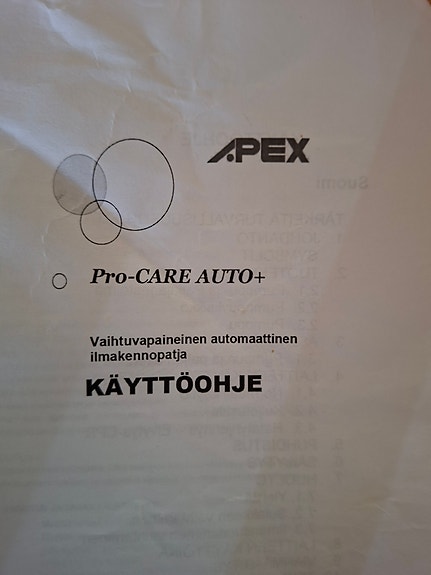 APEX
Pro-CARE AUTO+
Vaihtuvapaineinen automaattinen
ilmakennopatja
KÄYTTÖOHJE